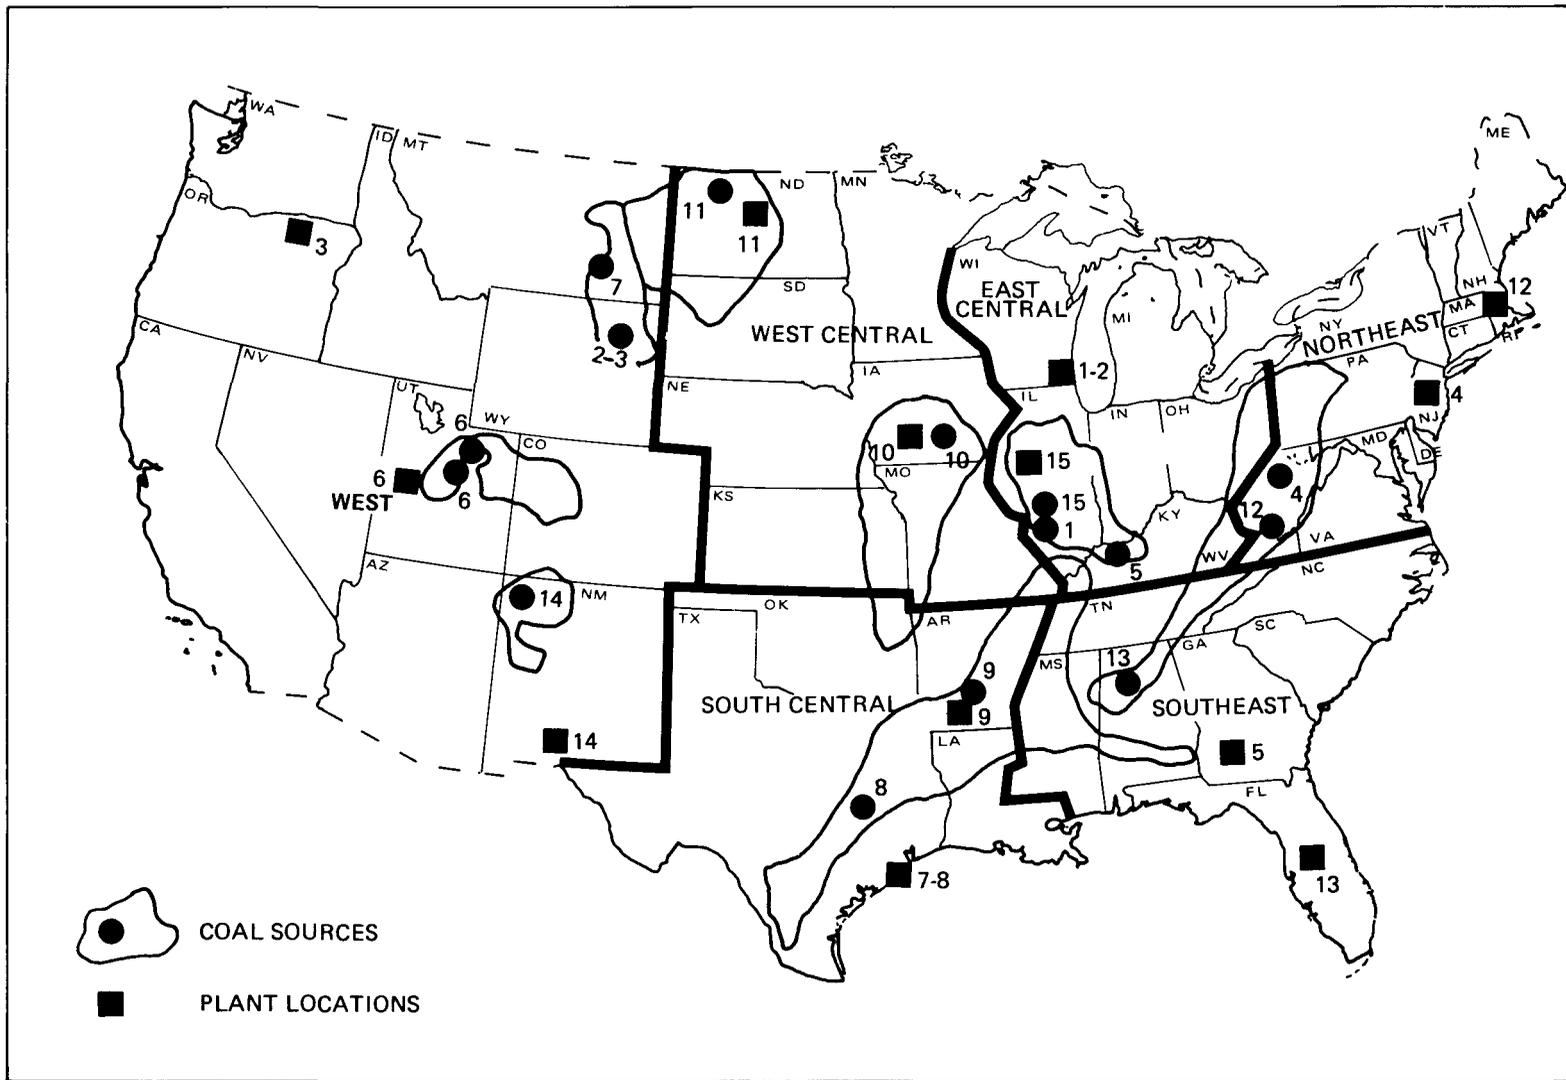 WA
ID
MT
ME
OR
3
11
11
ND
MN
VT
7
SD
WI
EAST
CENTRAL
MI
NH
12
MA
CT
RI
NY
NORTHEAST
PA
CA
NV
2-3
WEST CENTRAL
IA
1-2
IL
IN
OH
4
NJ
MD
DE
UT
WY
NE
6
CO
6
6
WEST
10
10
MO
KS
15
15
1
KY
5
4
12
WV
VA
NC
AZ
14
NM
OK
TX
AR
TN
SC
GA
MS
13
9
9
SOUTH CENTRAL
SOUTHEAST
LA
14
5
FL
8
7-8
13
COAL SOURCES
PLANT LOCATIONS